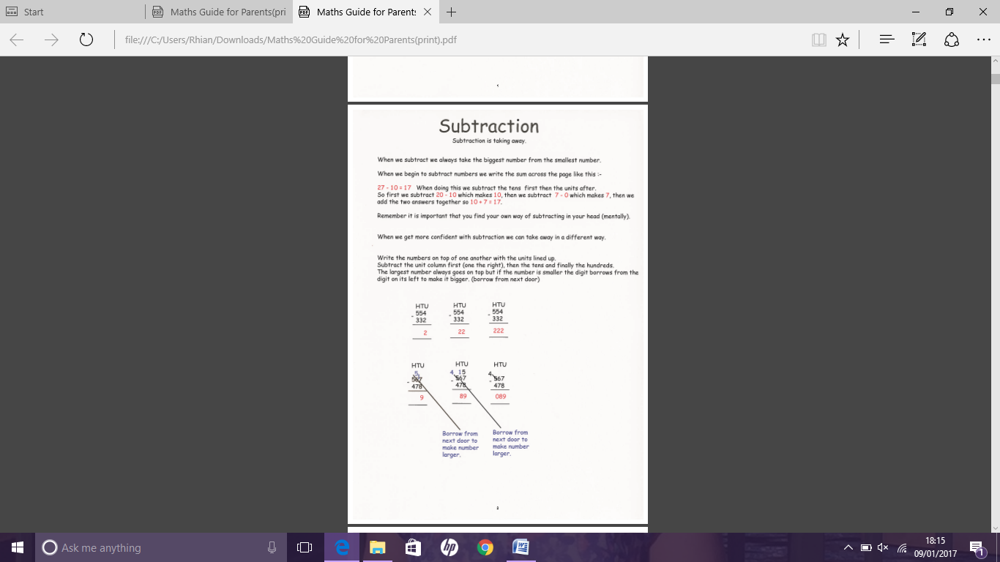 Start
Maths Guide for Parents(pri
Maths Guide for Parents
file:///C:/Users/Rhian/Downloads/Maths%20Guide%20for%20Parents(print).pdf
Subtraction
Subtraction is taking away.
When we subtract we always take the biggest number from the smallest number.
When we begin to subtract numbers we write the sum across the page like this :-
27 - 10 = 17 When doing this we subtract the tens first then the units after.
So first we subtract 20 - 10 which makes 10, then we subtract 7 - 0 which makes 7, then we
add the two answers together so 10 + 7 = 17.
Remember it is important that you find your own way of subtracting in your head (mentally).
When we get more confident with subtraction we can take away in a different way.
Write the numbers on top of one another with the units lined up.
Subtract the unit column first (one the right), then the tens and finally the hundreds.
The largest number always goes on top but if the number is smaller the digit borrows from the
digit on its left to make it bigger. (borrow from next door)
HTU HTU HTU
- 554 - 554 - 554
332 332 332
2 22 222
HTU HTU HTU
5 4 15 4
- 567 - 567 - 567
478 478 478
9 89 089
Borrow from Borrow from
next door to next door to
make number make number
larger. larger.
2
Ask me anything
18:15
09/01/2017
1